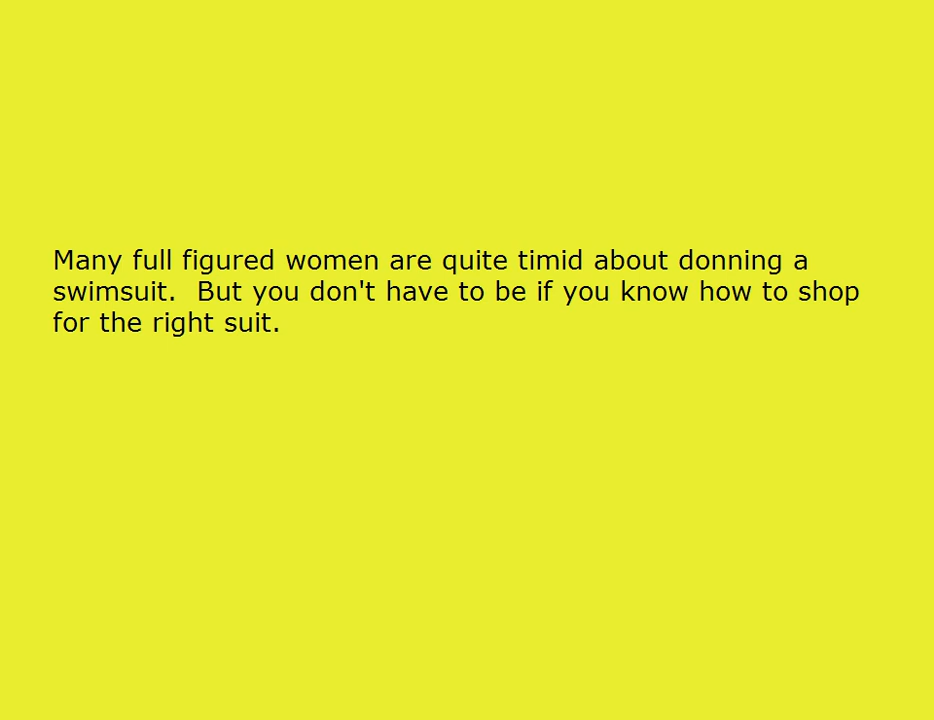 Many full figured women are quite timid about donning a
swimsuit.  But you don't have to be if you know how to shop
for the right suit.